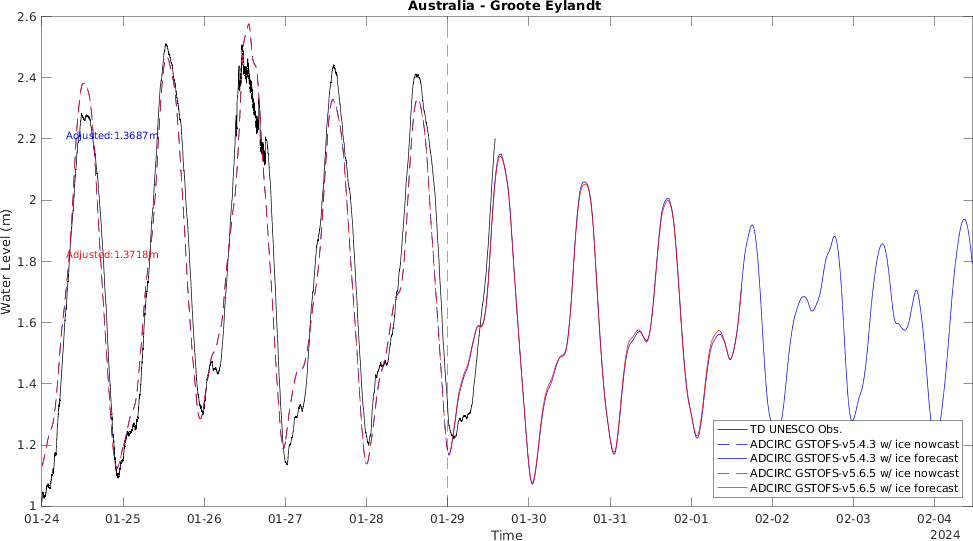 Australia - Groote Eylandt
2.6
2.4
2.2
2
1.8
1.6
1.4
1.2
1
Water Level (m)
Adjusted:1.3687m
Adjusted:1.3718m
TD UNESCO Obs.
ADCIRC GSTOFS-v5.4.3 w/ ice nowcast
ADCIRC GSTOFS-v5.4.3 w/ ice forecast
ADCIRC GSTOFS-v5.6.5 w/ ice nowcast
ADCIRC GSTOFS-v5.6.5 w/ ice forecast
01-24 01-25 01-26 01-27 01-28 01-29 01-30 01-31 02-01 02-02 02-03 02-04
Time
2024